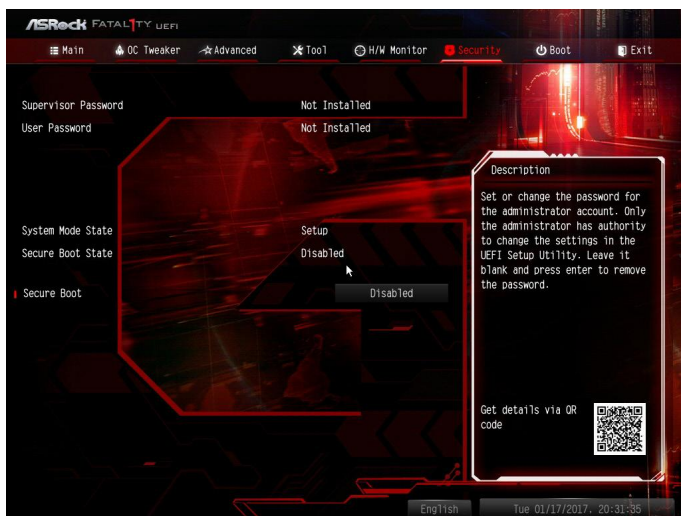 ASRock FATAL1TY UEFI
Main OC Tweaker Advanced Tool H/W Monitor Security Boot Exit
Supervisor Password Not Installed
User Password Not Installed
System Mode State Setup
Secure Boot State Disabled
Secure Boot Disabled
Description
Set or change the password for
the administrator account. Only
the administrator has authority
to change the settings in the
UEFI Setup Utility. Leave it
blank and press enter to remove
the password.
Get details via QR
code
English Tue 01/17/2017. 20:31:35